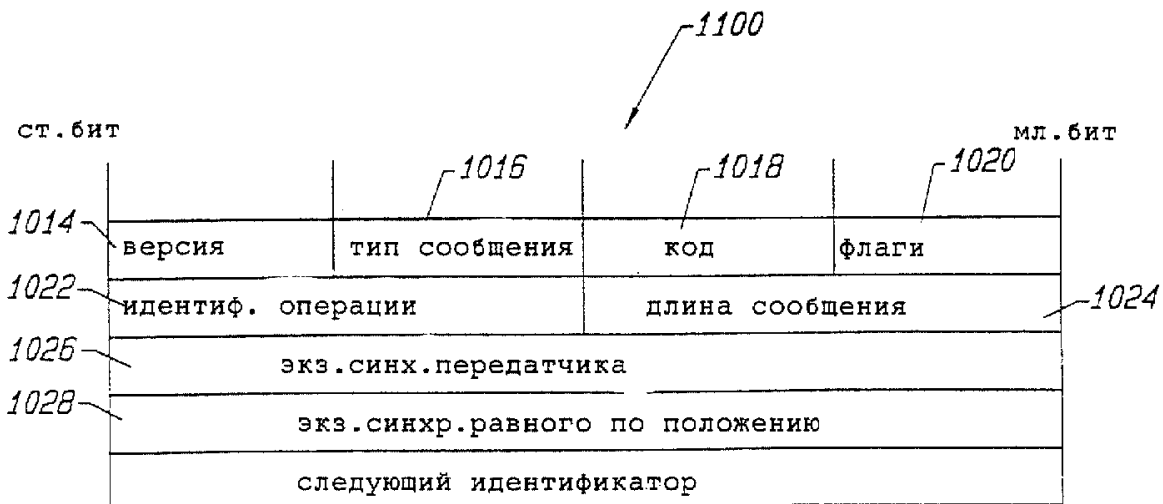 1100
ст.бит мл.бит
1016 1018 1020
1014 версия тип сообщения код флаги
1022 идентиф. операции длина сообщения 1024
1026 экз.синх.передатчика
1028 экз.синхр.равного по положению
следующий идентификатор